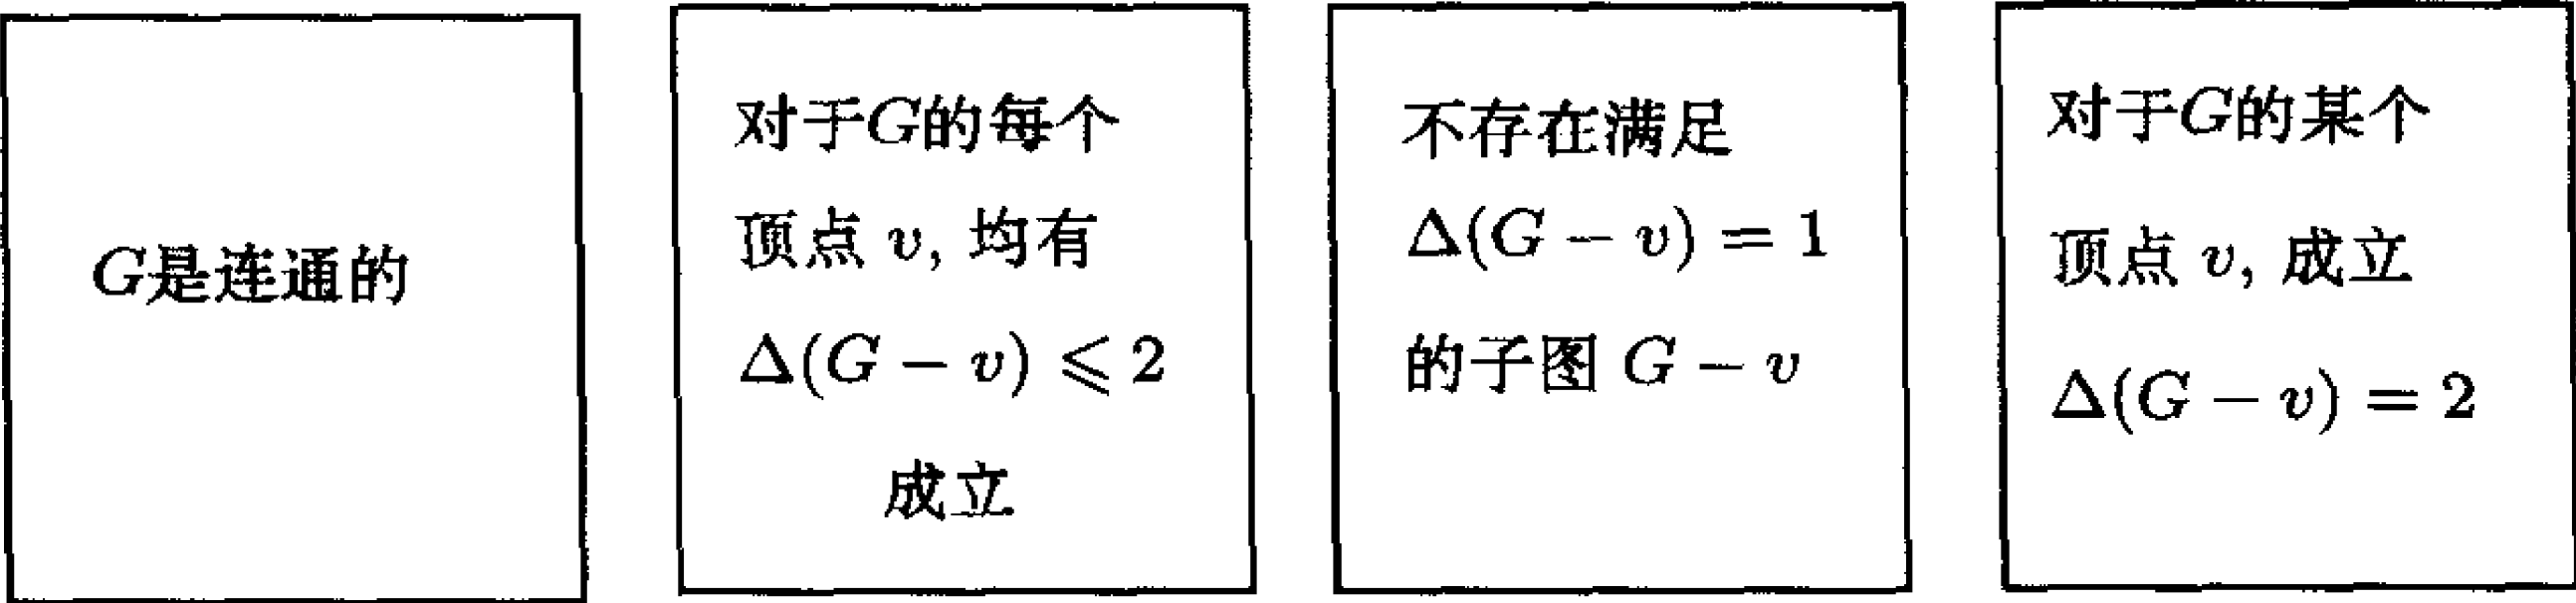 G是连通的
对于G的每个
顶点 v, 均有
Δ(G − v) ⩽ 2
成立
不存在满足
Δ(G − v) = 1
的子图 G − v
对于G的某个
顶点 v, 成立
Δ(G − v) = 2